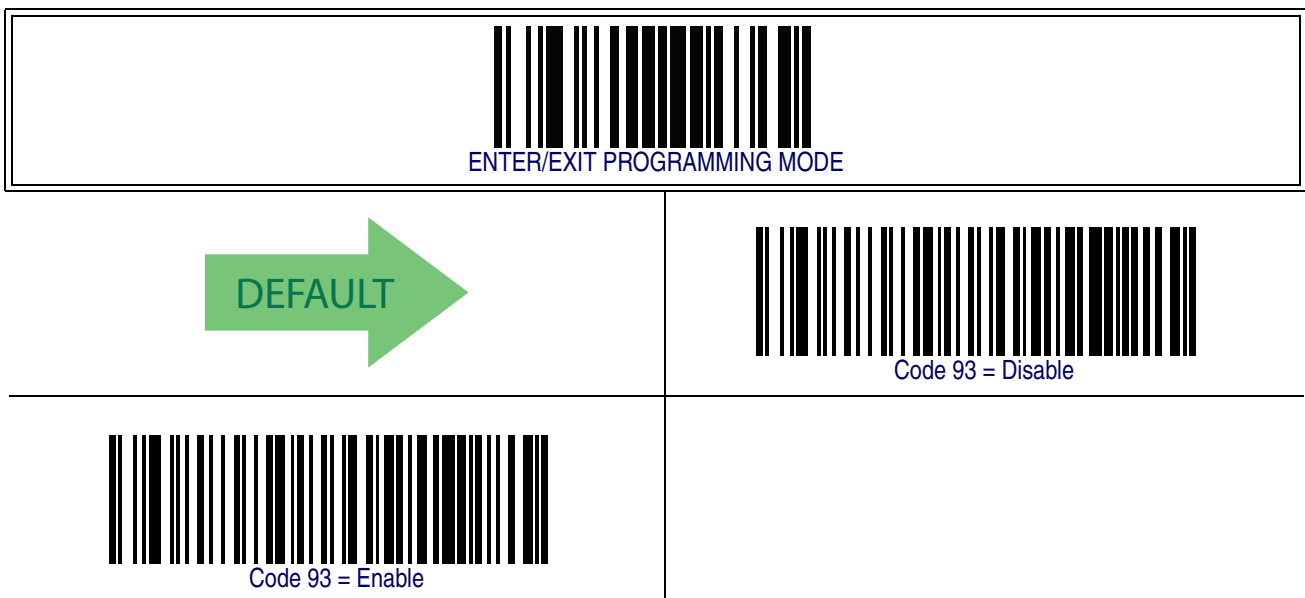 ENTER/EXIT PROGRAMMING MODE
DEFAULT
Code 93 = Disable
Code 93 = Enable